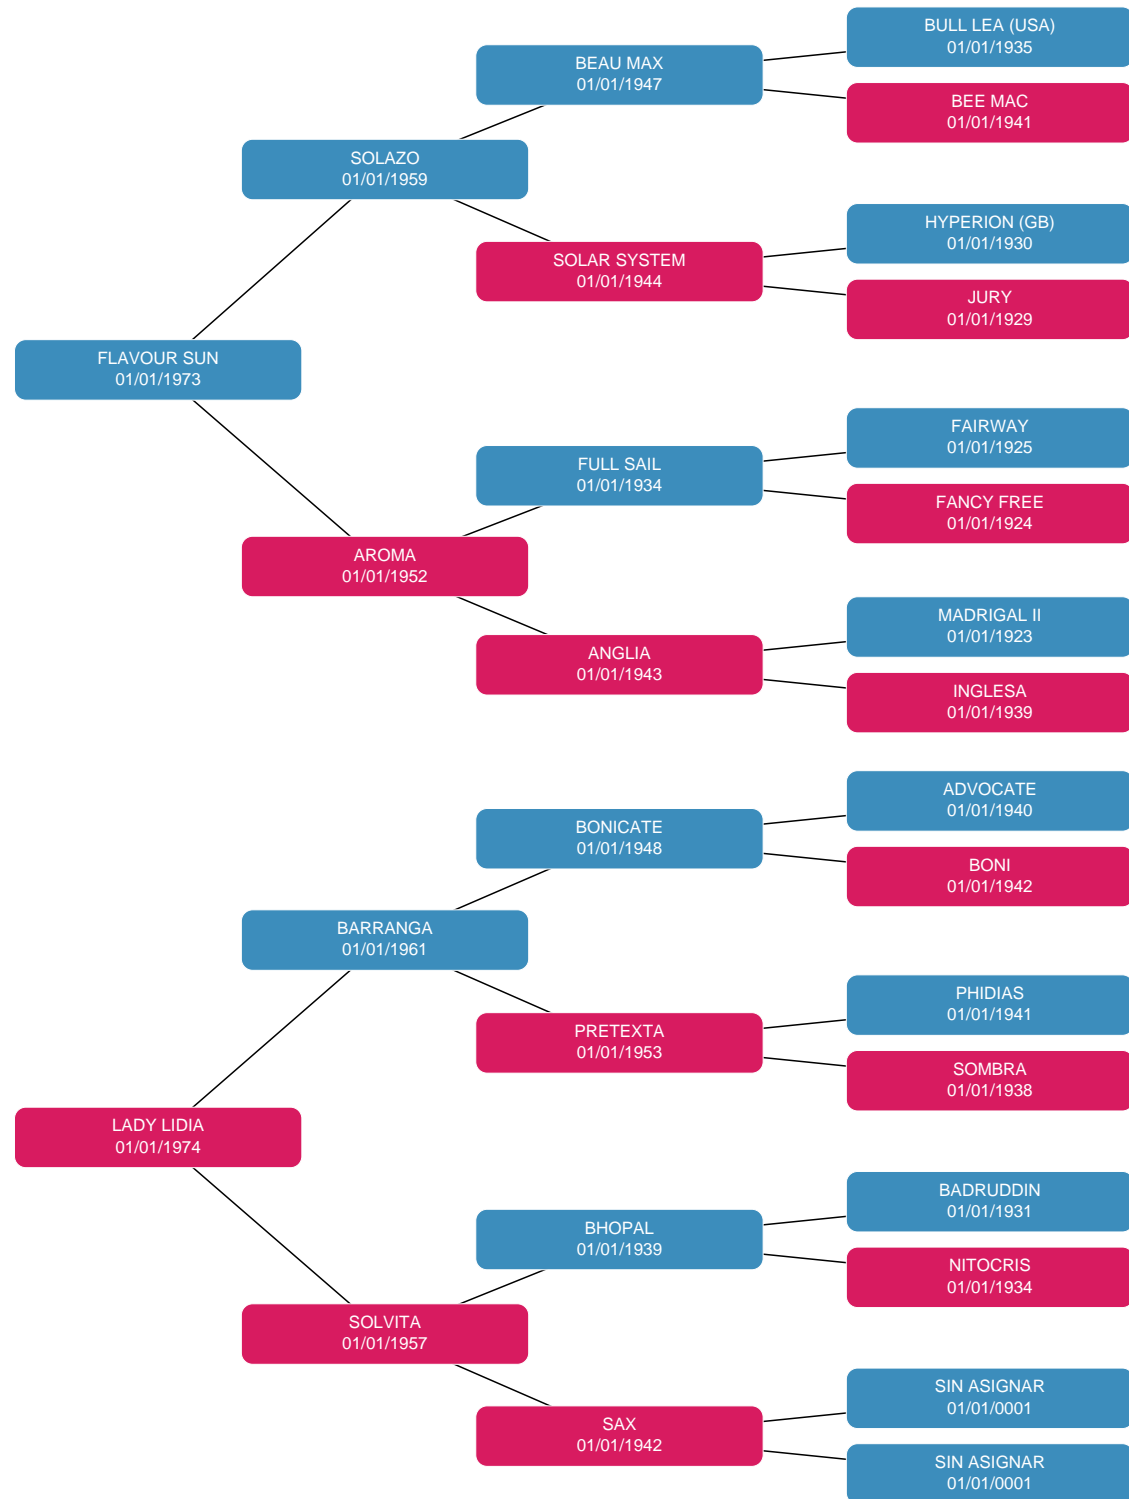 BULL LEA (USA)
01/01/1935
BEAU MAX
01/01/1947
BEE MAC
01/01/1941
SOLAZO
01/01/1959
HYPERION (GB)
01/01/1930
SOLAR SYSTEM
01/01/1944
JURY
01/01/1929
FLAVOUR SUN
01/01/1973
FAIRWAY
01/01/1925
FULL SAIL
01/01/1934
FANCY FREE
01/01/1924
AROMA
01/01/1952
MADRIGAL II
01/01/1923
ANGLIA
01/01/1943
INGLESA
01/01/1939
ADVOCATE
01/01/1940
BONICATE
01/01/1948
BONI
01/01/1942
BARRANGA
01/01/1961
PHIDIAS
01/01/1941
PRETEXTA
01/01/1953
SOMBRA
01/01/1938
LADY LIDIA
01/01/1974
BADRUDDIN
01/01/1931
BHOPAL
01/01/1939
NITOCRIS
01/01/1934
SOLVITA
01/01/1957
SIN ASIGNAR
01/01/0001
SAX
01/01/1942
SIN ASIGNAR
01/01/0001